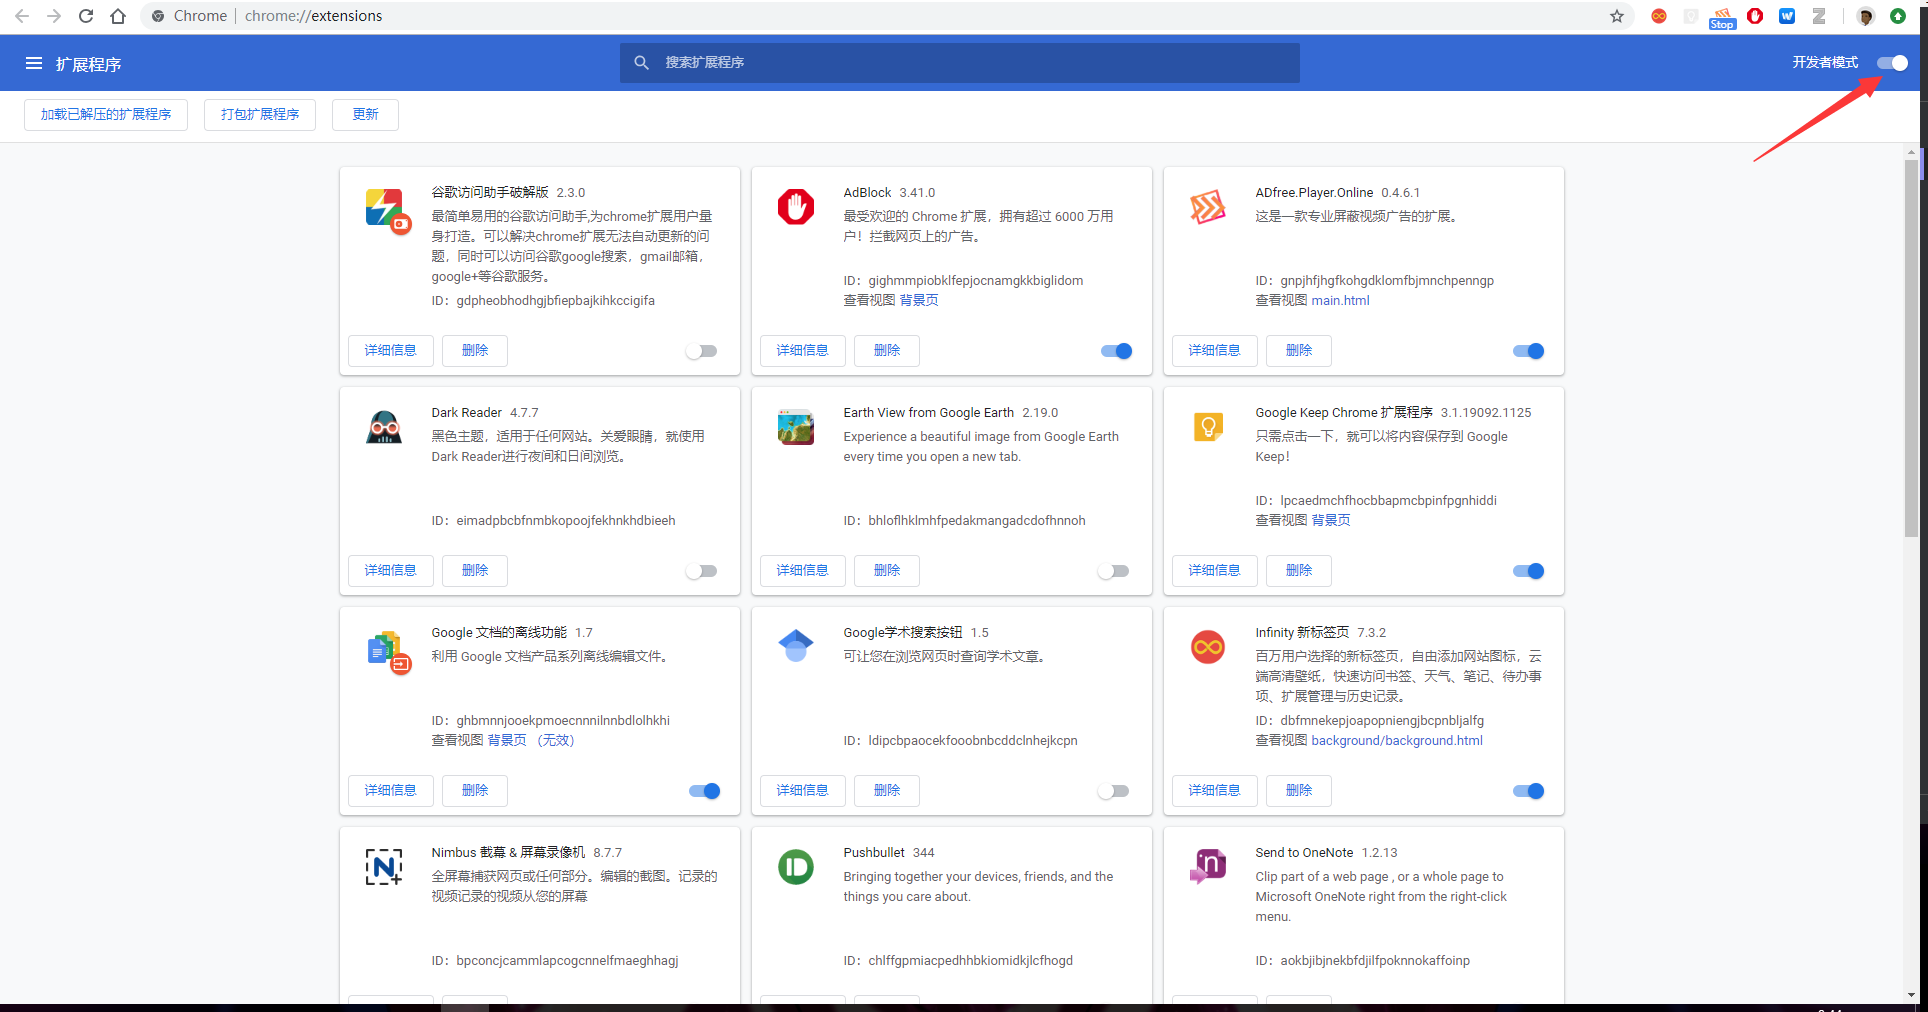 Chrome | chrome://extensions
Stop
扩展程序
搜索扩展程序
开发者模式
加载已解压的扩展程序
打包扩展程序
更新
谷歌访问助手破解版 2.3.0
最简单易用的谷歌访问助手,为chrome扩展用户量
身打造。可以解决chrome扩展无法自动更新的问
题，同时可以访问谷歌google搜索，gmail邮箱，
google+等谷歌服务。
ID：gdpheobhodhgjbfiepbajkihkccigifa
详细信息
删除
AdBlock 3.41.0
最受欢迎的 Chrome 扩展，拥有超过 6000 万用
户！拦截网页上的广告。
ID：gighmmpiobklfepjocnamgkkbiglidom
查看视图 背景页
详细信息
删除
ADfree.Player.Online 0.4.6.1
这是一款专业屏蔽视频广告的扩展。
ID：gnpjhfjhgfkohgdklomfbjmnchpenngp
查看视图 main.html
详细信息
删除
Dark Reader 4.7.7
黑色主题，适用于任何网站。关爱眼睛，就使用
Dark Reader进行夜间和日间浏览。
ID：eimadpbcbfnmbkopoojfekhnkhdbieeh
详细信息
删除
Earth View from Google Earth 2.19.0
Experience a beautiful image from Google Earth
every time you open a new tab.
ID：bhloflhklmhfpedakmangadcdofhnnoh
详细信息
删除
Google Keep Chrome 扩展程序 3.1.19092.1125
只需点击一下，就可以将内容保存到 Google
Keep！
ID：lpcaedmchfhocbbapmcbpinfpgnhiddi
查看视图 背景页
详细信息
删除
Google 文档的离线功能 1.7
利用 Google 文档产品系列离线编辑文件。
ID：ghbmnnjooekpmoecnnnilnnbdlolhkhi
查看视图 背景页 （无效）
详细信息
删除
Google学术搜索按钮 1.5
可让您在浏览网页时查询学术文章。
ID：ldipcbpaocekfooobnbcddclnhejkcpn
详细信息
删除
Infinity 新标签页 7.3.2
百万用户选择的新标签页，自由添加网站图标，云
端高清壁纸，快速访问书签、天气、笔记、待办事
项、扩展管理与历史记录。
ID：dbfmnekepjoapopniengjbcpnbljalfg
查看视图 background/background.html
详细信息
删除
Nimbus 截幕 & 屏幕录像机 8.7.7
全屏幕捕获网页或任何部分。编辑的截图。记录的
视频记录的视频从您的屏幕
ID：bpconcjcammlapcogcnnelfmaeghhagj
Pushbullet 344
Bringing together your devices, friends, and the
things you care about.
ID：chlffgpmiacpedhhbkiomidkjlcfhogd
Send to OneNote 1.2.13
Clip part of a web page , or a whole page to
Microsoft OneNote right from the right-click
menu.
ID：aokbjibjnekbfdjilfpoknnokaffoinp